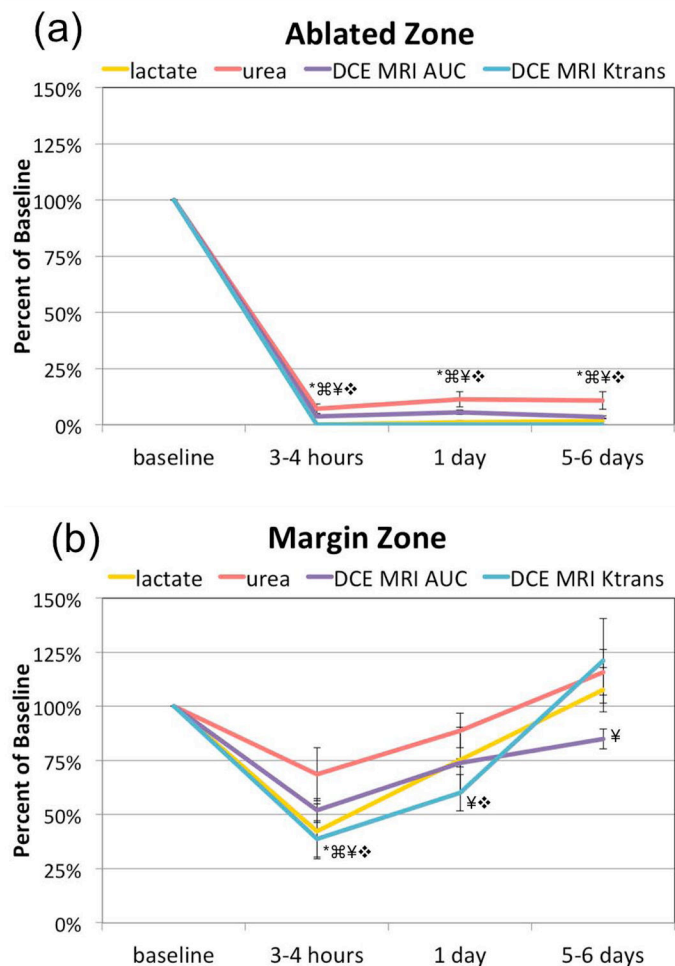 (a)
Ablated Zone
lactate urea DCE MRI AUC DCE MRI Ktrans
150%
125%
100%
75%
50%
25%
0%
Percent of Baseline
*⌘¥❖ *⌘¥❖ *⌘¥❖
baseline 3-4 hours 1 day 5-6 days
(b)
Margin Zone
lactate urea DCE MRI AUC DCE MRI Ktrans
150%
125%
100%
75%
50%
25%
0%
Percent of Baseline
¥
¥❖
*⌘¥❖
baseline 3-4 hours 1 day 5-6 days